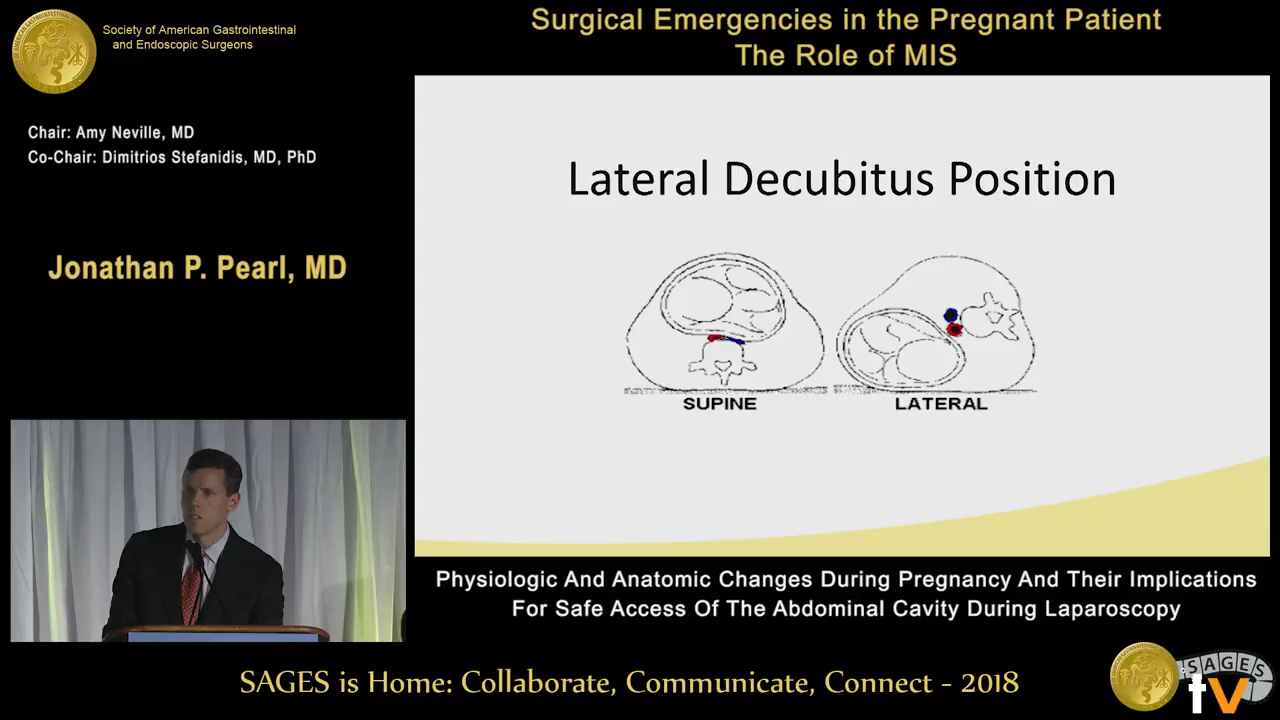 Society of American Gastrointestinal
and Endoscopic Surgeons
Surgical Emergencies in the Pregnant Patient
The Role of MIS
Chair: Amy Neville, MD
Co-Chair: Dimitrios Stefanidis, MD, PhD
Jonathan P. Pearl, MD
Lateral Decubitus Position
SUPINE
LATERAL
Physiologic And Anatomic Changes During Pregnancy And Their Implications
For Safe Access Of The Abdominal Cavity During Laparoscopy
SAGES is Home: Collaborate, Communicate, Connect - 2018
SAGES
tv